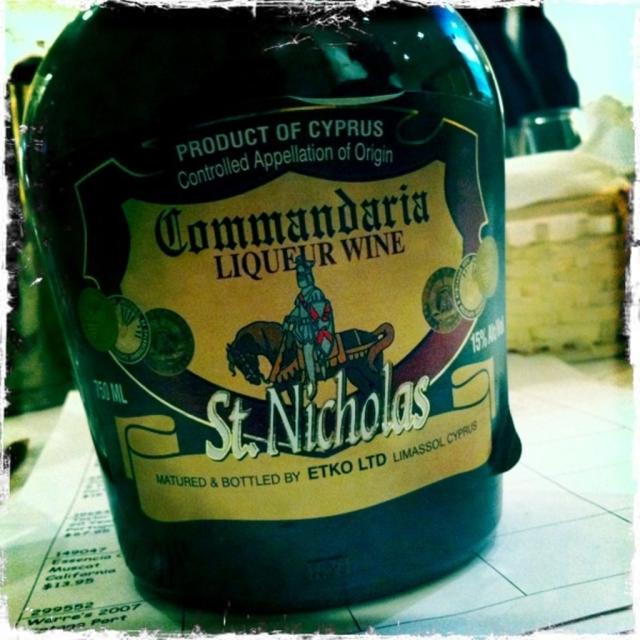 PRODUCT OF CYPRUS
Controlled Appellation of Origin
Commandaria
LIQUEUR WINE
15% Alc/Vol
750 ML
St. Nicholas
MATURED & BOTTLED BY ETKO LTD LIMASSOL CYPRUS
149047
Essencia
Muscat
California
$13.95
299552
Warre's 2007
Port